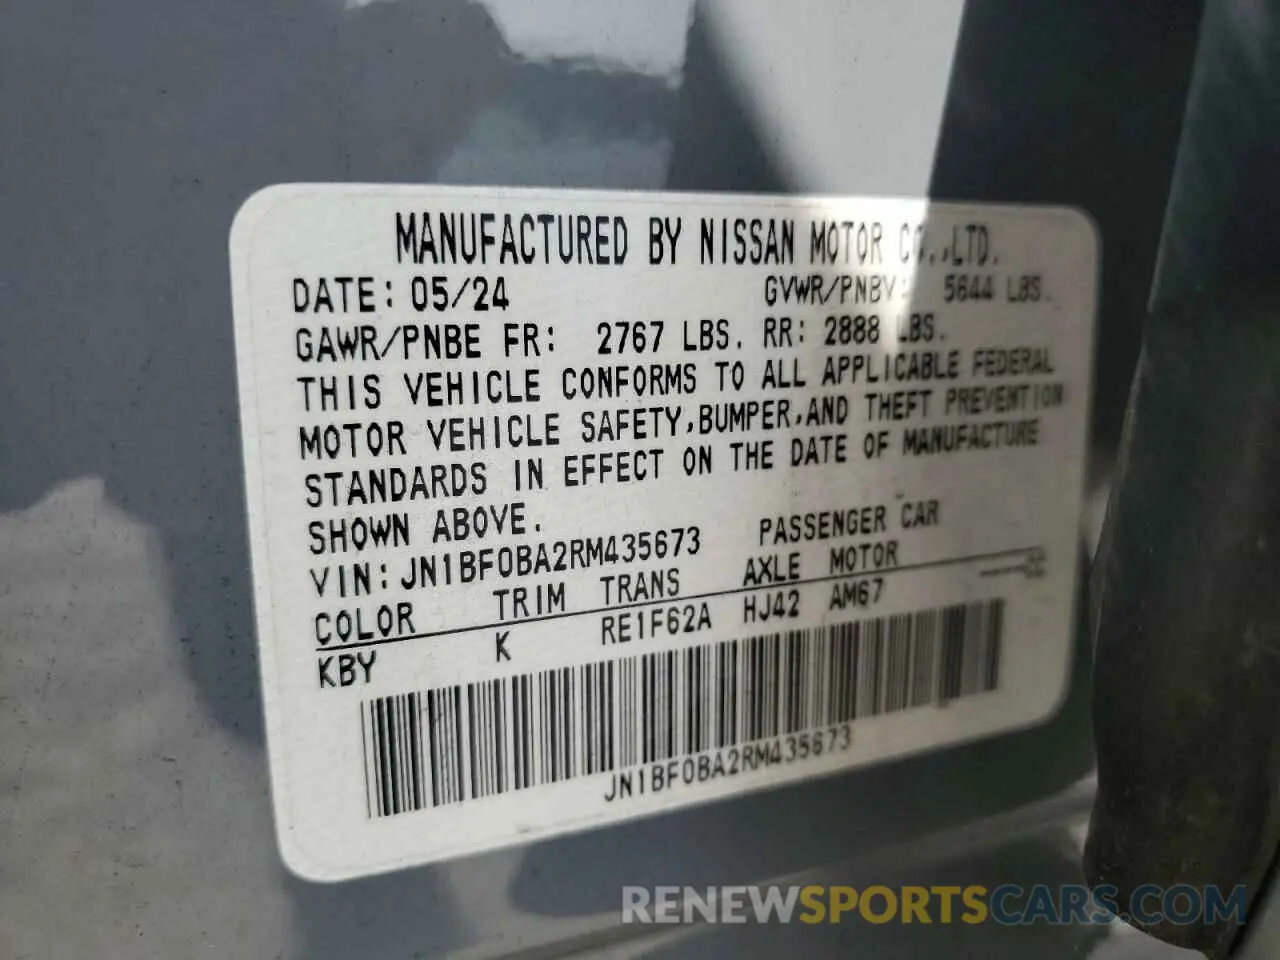 MANUFACTURED BY NISSAN MOTOR CO.,LTD.
DATE: 05/24 GVWR/PNBV: 5644 LBS.
GAWR/PNBE FR: 2767 LBS. RR: 2888 LBS.
THIS VEHICLE CONFORMS TO ALL APPLICABLE FEDERAL
MOTOR VEHICLE SAFETY,BUMPER,AND THEFT PREVENTION
STANDARDS IN EFFECT ON THE DATE OF MANUFACTURE
SHOWN ABOVE.
VIN: JN1BF0BA2RM435673 PASSENGER CAR
COLOR TRIM TRANS AXLE MOTOR
KBY K RE1F62A HJ42 AM67
JN1BF0BA2RM435673
RENEWSPORTSCARS.COM